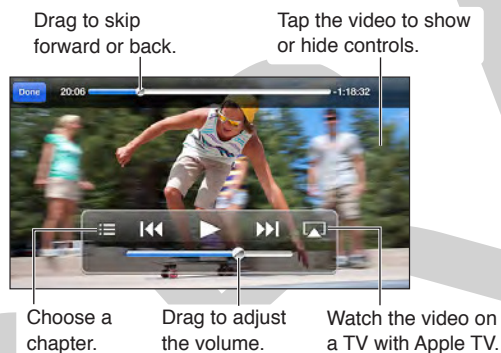 Drag to skip
forward or back.
Tap the video to show
or hide controls.
Done
20:06
-1:18:32
Choose a
chapter.
Drag to adjust
the volume.
Watch the video on
a TV with Apple TV.